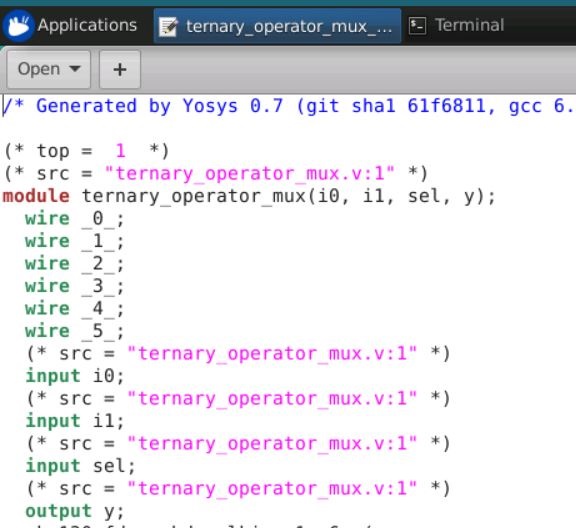 Applications ternary_operator_mux_... Terminal
Open +
/* Generated by Yosys 0.7 (git sha1 61f6811, gcc 6.
(* top =  1  *)
(* src = "ternary_operator_mux.v:1" *)
module ternary_operator_mux(i0, i1, sel, y);
wire _0_;
wire _1_;
wire _2_;
wire _3_;
wire _4_;
wire _5_;
(* src = "ternary_operator_mux.v:1" *)
input i0;
(* src = "ternary_operator_mux.v:1" *)
input i1;
(* src = "ternary_operator_mux.v:1" *)
input sel;
(* src = "ternary_operator_mux.v:1" *)
output y;